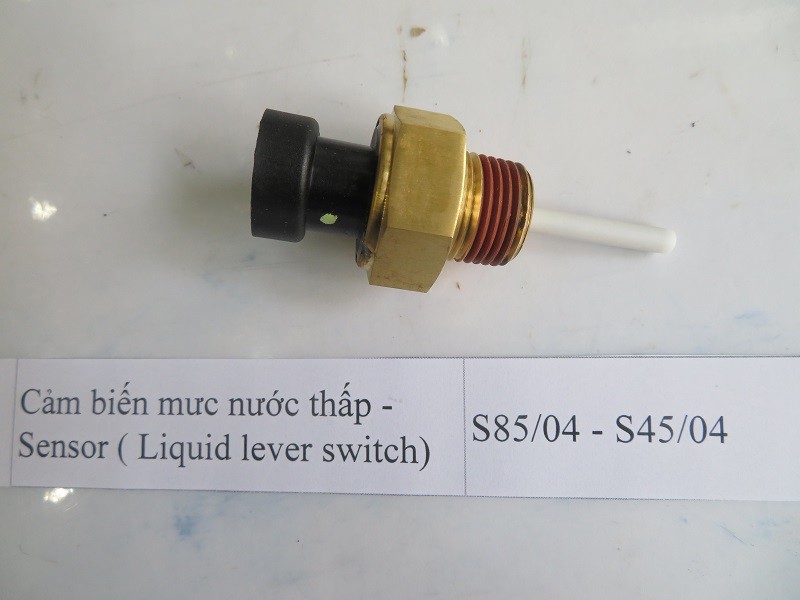 Cảm biến mưc nước thấp -
Sensor ( Liquid lever switch)
S85/04 - S45/04